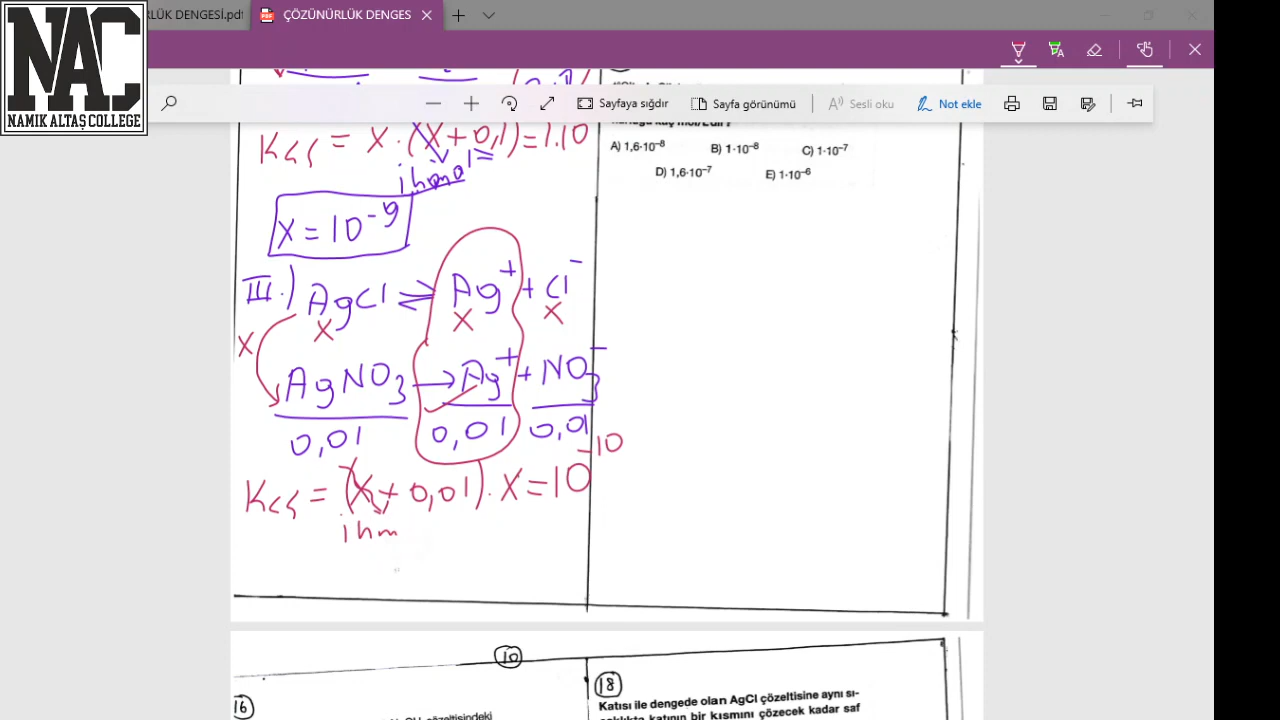 RLÜK DENGESİ.pdf
ÇÖZÜNÜRLÜK DENGES
NAC
NAMIK ALTAŞ COLLEGE
Sayfaya sığdır
Sayfa görünümü
Sesli oku
Not ekle
Kçç = X · (X + 0,1) = 1.10
ihmal
X = 10⁻⁹
III.) AgCl ⇌ Ag⁺ + Cl⁻
X X X X
AgNO₃ → Ag⁺ + NO₃⁻
0,01 0,01 0,01
Kçç = (X + 0,01) · X = 10⁻¹⁰
ihm
A) 1,6·10⁻⁸ B) 1·10⁻⁸ C) 1·10⁻⁷
D) 1,6·10⁻⁷ E) 1·10⁻⁶
10
16
çözeltisindeki
18
Katısı ile dengede olan AgCl çözeltisine aynı sı-
caklıkta katının bir kısmını çözecek kadar saf